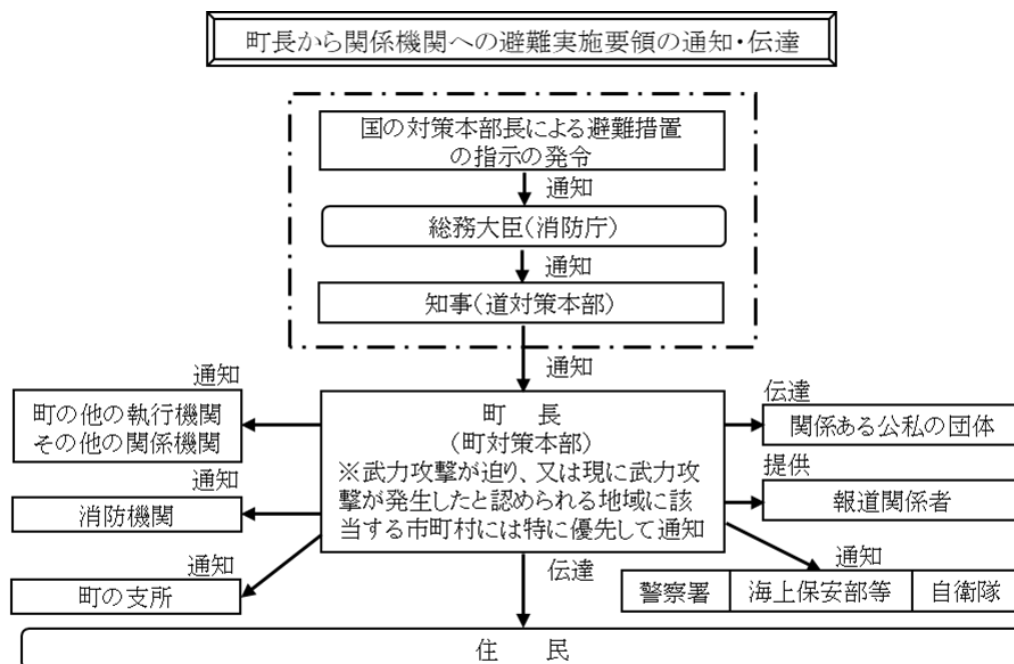 町長から関係機関への避難実施要領の通知・伝達
国の対策本部長による避難措置
の指示の発令
通知
総務大臣(消防庁)
通知
知事(道対策本部)
通知
通知
町の他の執行機関
その他の関係機関
通知
消防機関
通知
町の支所
町　長
(町対策本部)
※武力攻撃が迫り、又は現に武力攻
撃が発生したと認められる地域に該
当する市町村には特に優先して通知
伝達
関係ある公私の団体
提供
報道関係者
通知
警察署　海上保安部等　自衛隊
伝達
住　民